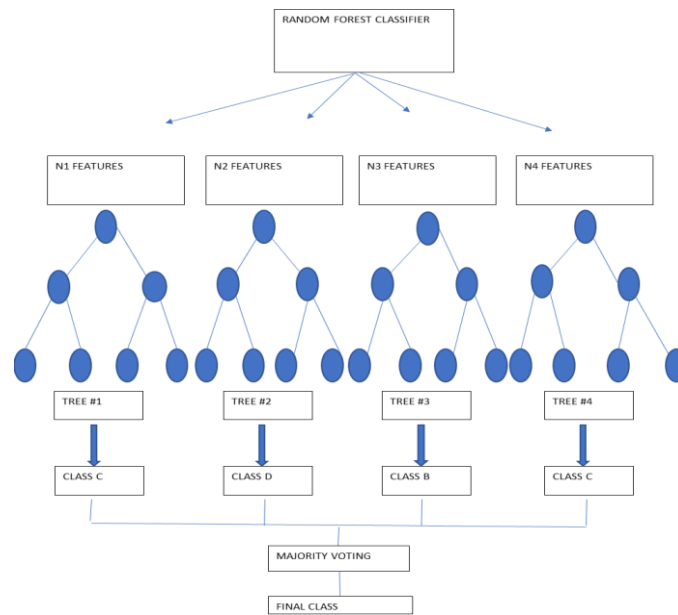 RANDOM FOREST CLASSIFIER
N1 FEATURES
N2 FEATURES
N3 FEATURES
N4 FEATURES
TREE #1
TREE #2
TREE #3
TREE #4
CLASS C
CLASS D
CLASS B
CLASS C
MAJORITY VOTING
FINAL CLASS